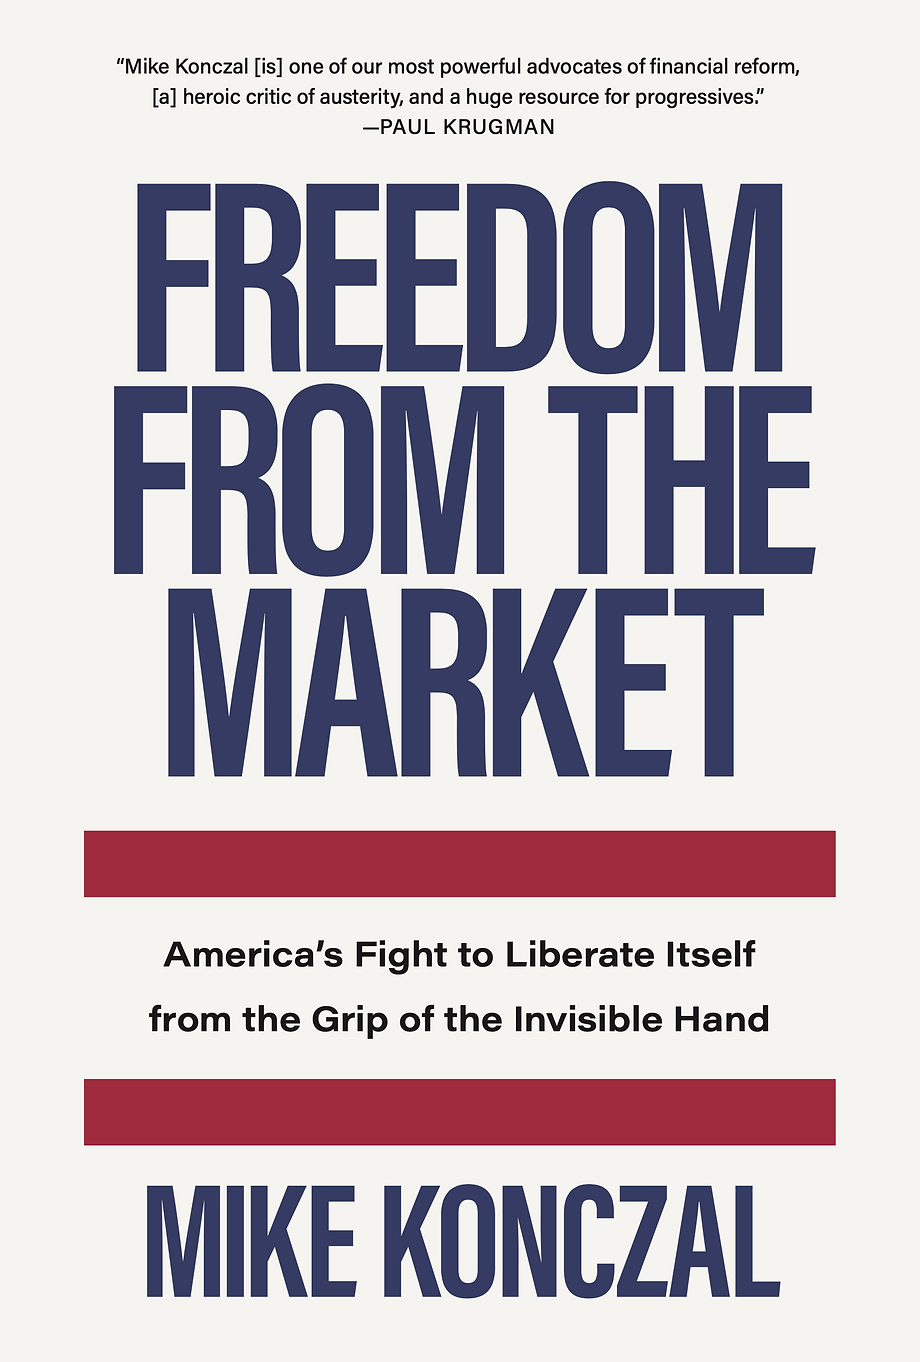 “Mike Konczal [is] one of our most powerful advocates of financial reform,
[a] heroic critic of austerity, and a huge resource for progressives.”
—PAUL KRUGMAN
FREEDOM
FROM THE
MARKET
America’s Fight to Liberate Itself
from the Grip of the Invisible Hand
MIKE KONCZAL